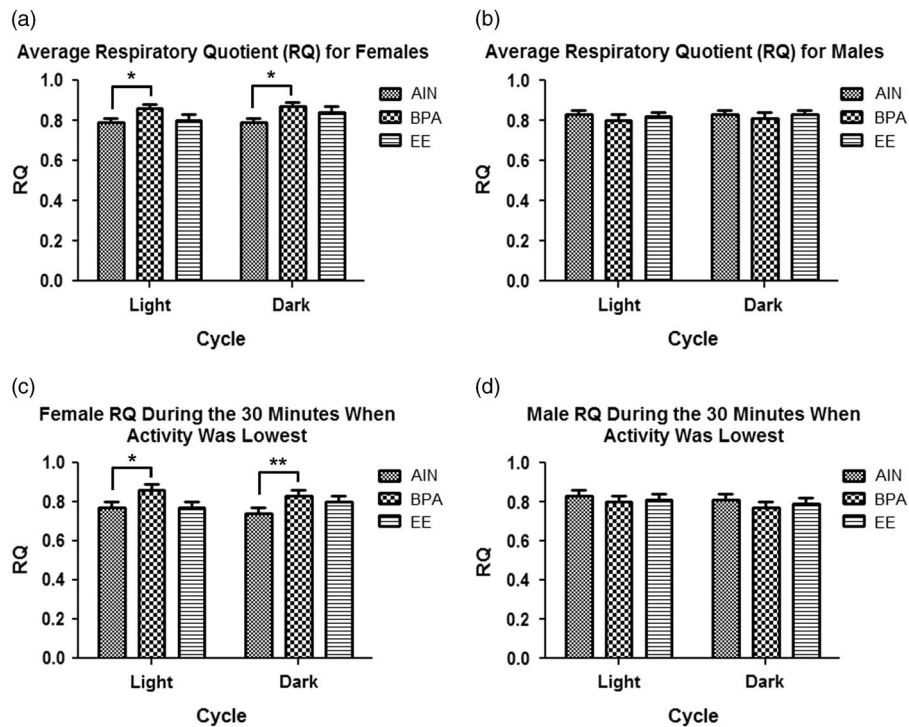 (a)
Average Respiratory Quotient (RQ) for Females
1.0
0.8
0.6
0.4
0.2
0.0
RQ
*
*
AIN
BPA
EE
Light
Dark
Cycle
(b)
Average Respiratory Quotient (RQ) for Males
1.0
0.8
0.6
0.4
0.2
0.0
RQ
AIN
BPA
EE
Light
Dark
Cycle
(c)
Female RQ During the 30 Minutes When
Activity Was Lowest
1.0
0.8
0.6
0.4
0.2
0.0
RQ
*
**
AIN
BPA
EE
Light
Dark
Cycle
(d)
Male RQ During the 30 Minutes When
Activity Was Lowest
1.0
0.8
0.6
0.4
0.2
0.0
RQ
AIN
BPA
EE
Light
Dark
Cycle